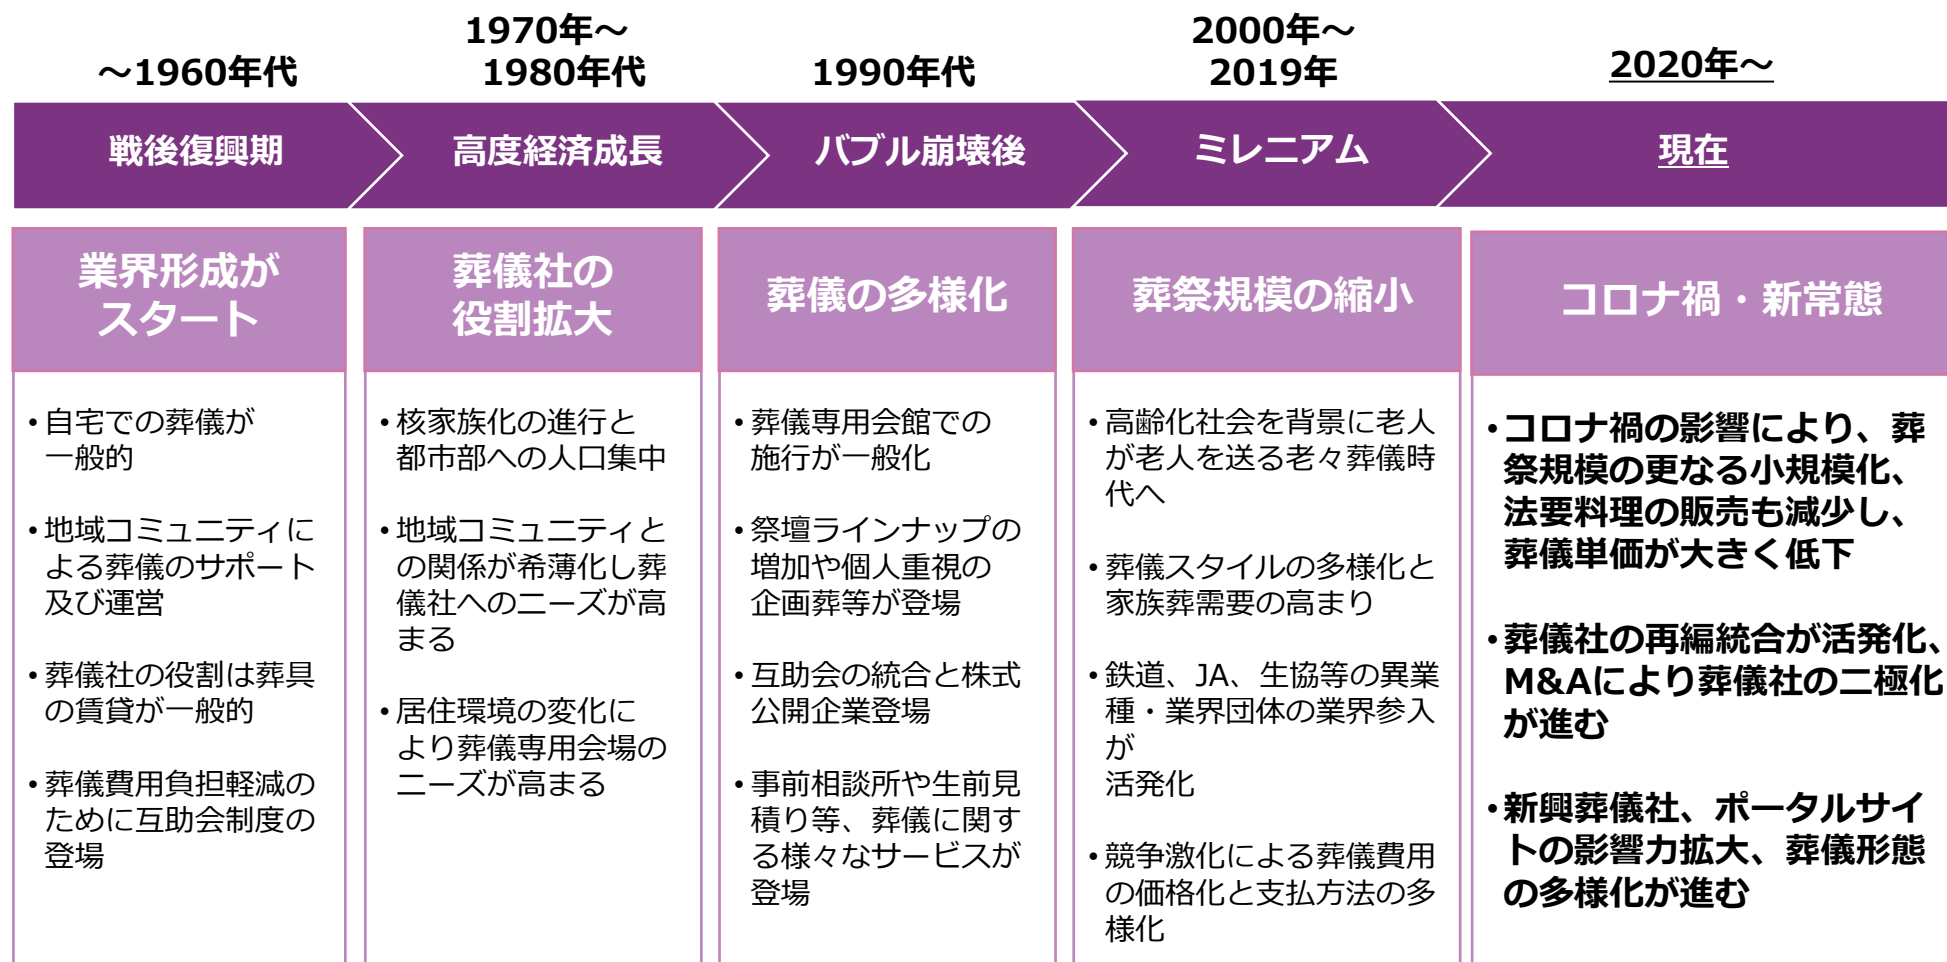 ～1960年代
1970年～
1980年代
1990年代
2000年～
2019年
2020年～
戦後復興期
高度経済成長
バブル崩壊後
ミレニアム
現在
業界形成が
スタート
葬儀社の
役割拡大
葬儀の多様化
葬祭規模の縮小
コロナ禍・新常態
•自宅での葬儀が
一般的
•地域コミュニティに
よる葬儀のサポート
及び運営
•葬儀社の役割は葬具
の賃貸が一般的
•葬儀費用負担軽減の
ために互助会制度の
登場
•核家族化の進行と
都市部への人口集中
•地域コミュニティと
の関係が希薄化し葬
儀社へのニーズが高
まる
•居住環境の変化に
より葬儀専用会場の
ニーズが高まる
•葬儀専用会館での
施行が一般化
•祭壇ラインナップの
増加や個人重視の
企画葬等が登場
•互助会の統合と株式
公開企業登場
•事前相談所や生前見
積り等、葬儀に関す
る様々なサービスが
登場
•高齢化社会を背景に老人
が老人を送る老々葬儀時
代へ
•葬儀スタイルの多様化と
家族葬需要の高まり
•鉄道、JA、生協等の異業
種・業界団体の業界参入
が
活発化
•競争激化による葬儀費用
の価格化と支払方法の多
様化
•コロナ禍の影響により、葬
祭規模の更なる小規模化、
法要料理の販売も減少し、
葬儀単価が大きく低下
•葬儀社の再編統合が活発化、
M&Aにより葬儀社の二極化
が進む
•新興葬儀社、ポータルサイ
トの影響力拡大、葬儀形態
の多様化が進む